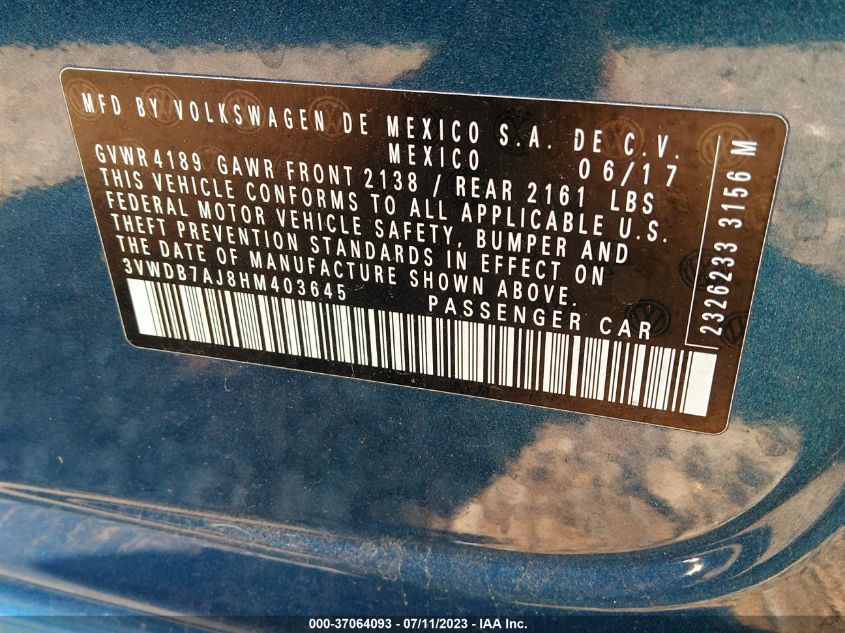 MFD BY VOLKSWAGEN DE MEXICO S.A. DE C.V.
MEXICO 06/17
GVWR 4189 GAWR FRONT 2138 / REAR 2161 LBS
THIS VEHICLE CONFORMS TO ALL APPLICABLE U.S.
FEDERAL MOTOR VEHICLE SAFETY, BUMPER AND
THEFT PREVENTION STANDARDS IN EFFECT ON
THE DATE OF MANUFACTURE SHOWN ABOVE.
3VWDB7AJ8HM403645 PASSENGER CAR
2326233 3156 M
000-37064093 - 07/11/2023 - IAA Inc.